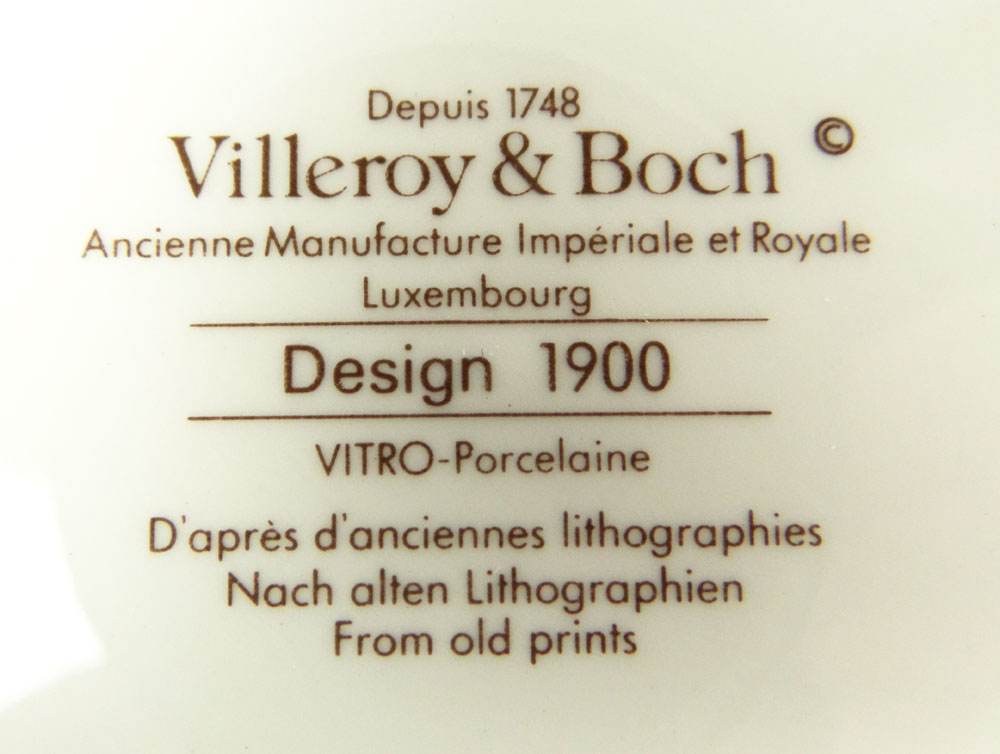 Depuis 1748
Villeroy & Boch ©
Ancienne Manufacture Impériale et Royale
Luxembourg
Design 1900
VITRO-Porcelaine
D'après d'anciennes lithographies
Nach alten Lithographien
From old prints